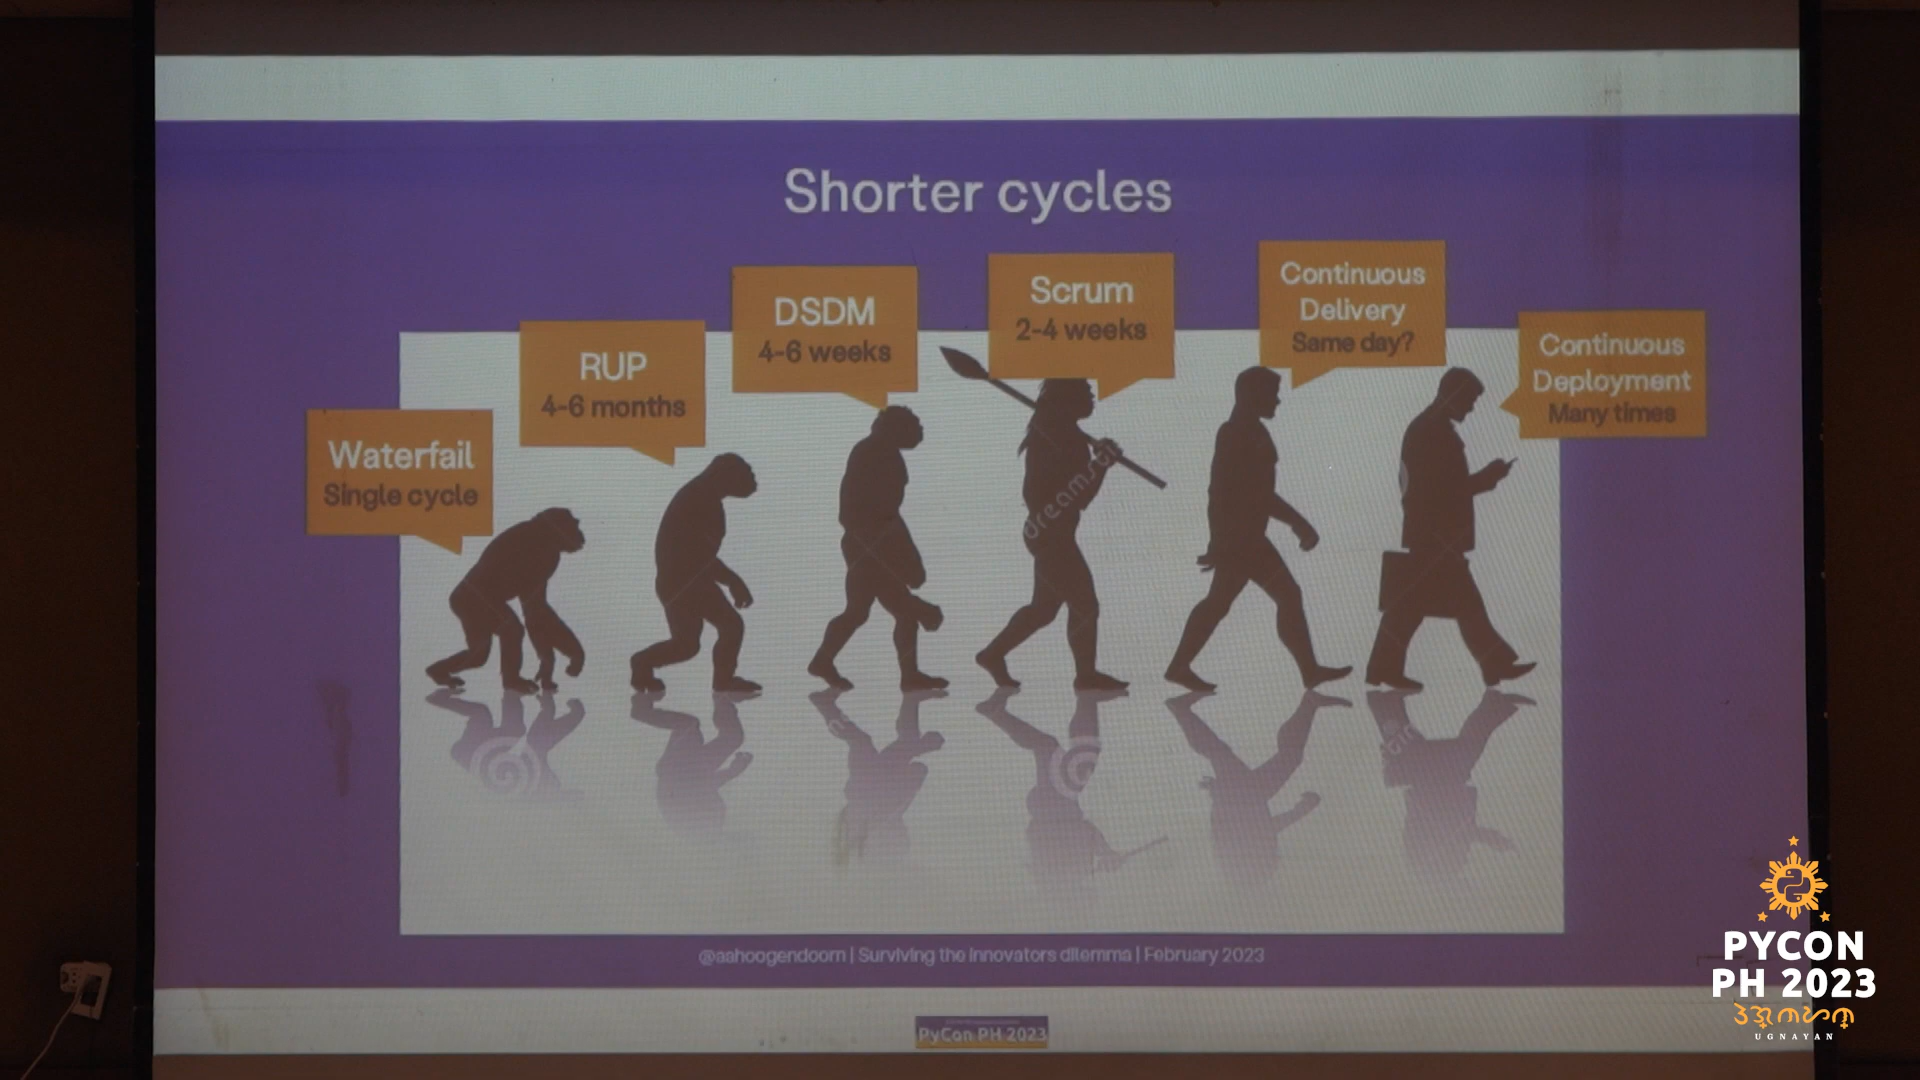 Shorter cycles
Waterfail
Single cycle
RUP
4-6 months
DSDM
4-6 weeks
Scrum
2-4 weeks
Continuous
Delivery
Same day?
Continuous
Deployment
Many times
dreamstime
@aahoogendoorn | Surviving the innovators dilemma | February 2023
PyCon PH 2023
PYCON
PH 2023
UGNAYAN